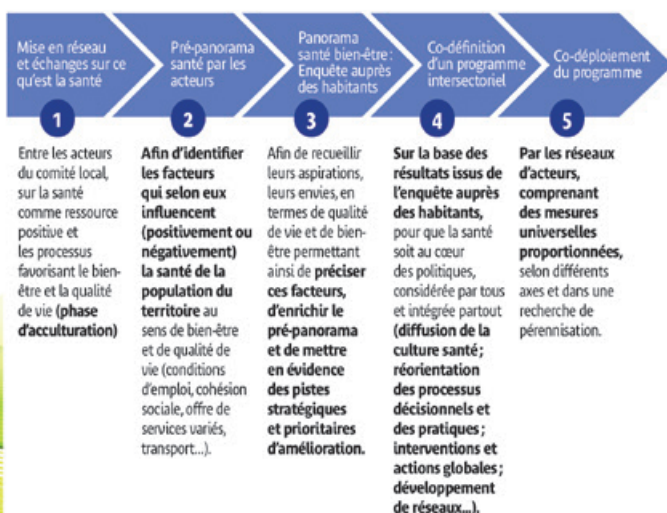 Mise en réseau
et échanges sur ce
qu'est la santé
1
Entre les acteurs
du comité local,
sur la santé
comme ressource
positive et
les processus
favorisant le bien-
être et la qualité
de vie (phase
d'acculturation)
Pré-panorama
santé par les
acteurs
2
Afin d'identifier
les facteurs
qui selon eux
influencent
(positivement ou
négativement)
la santé de la
population du
territoire au
sens de bien-être
et de qualité de
vie (conditions
d'emploi, cohésion
sociale, offre de
services variés,
transport...).
Panorama
santé bien-être :
Enquête auprès
des habitants
3
Afin de recueillir
leurs aspirations,
leurs envies, en
termes de qualité
de vie et de bien-
être permettant
ainsi de préciser
ces facteurs,
d'enrichir le
pré-panorama
et de mettre
en évidence
des pistes
stratégiques
et prioritaires
d'amélioration.
Co-définition
d'un programme
intersectoriel
4
Sur la base des
résultats issus de
l'enquête auprès
des habitants,
pour que la santé
soit au cœur
des politiques,
considérée par tous
et intégrée partout
(diffusion de la
culture santé ;
réorientation
des processus
décisionnels et
des pratiques ;
interventions et
actions globales ;
développement
de réseaux...).
Co-déploiement
du programme
5
Par les réseaux
d'acteurs,
comprenant
des mesures
universelles
proportionnées,
selon différents
axes et dans une
recherche de
pérennisation.